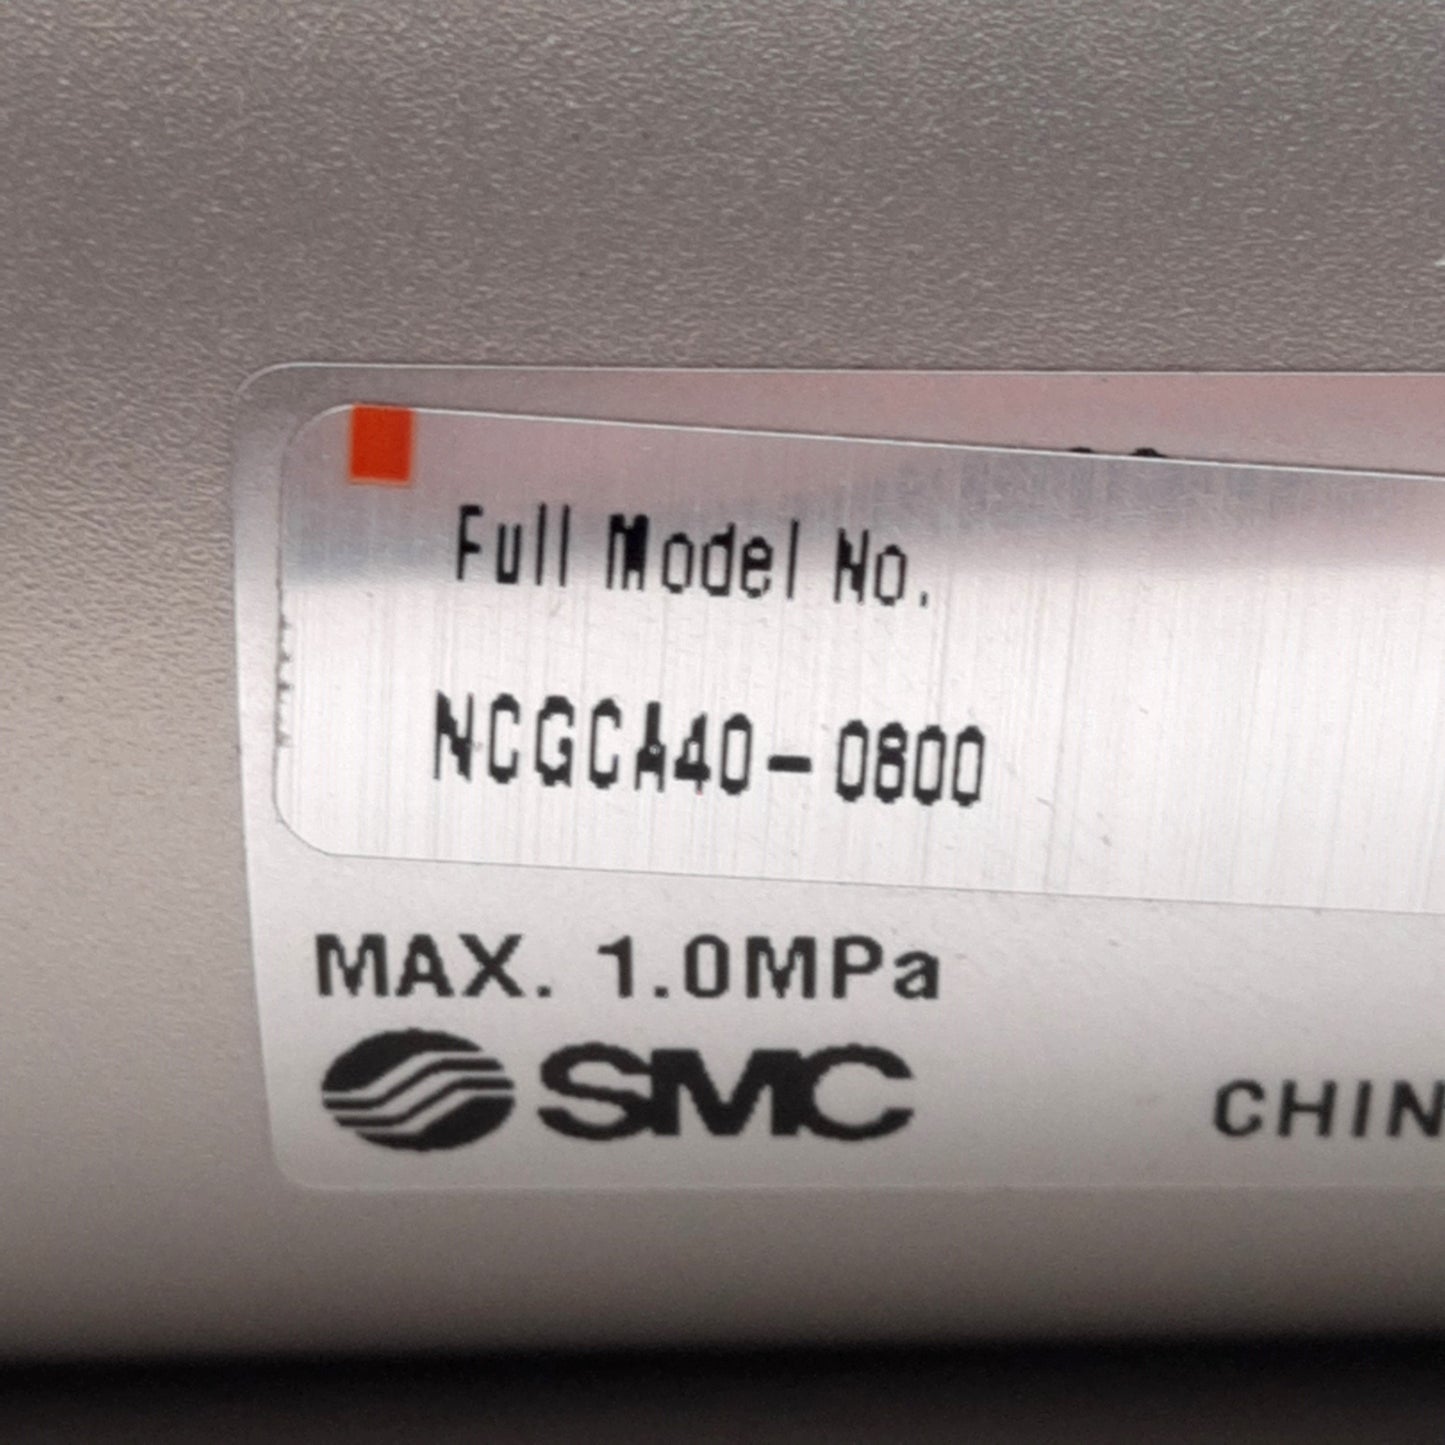 Full Model No.
NCGCA40-0800
MAX. 1.0MPa
SMC
CHIN